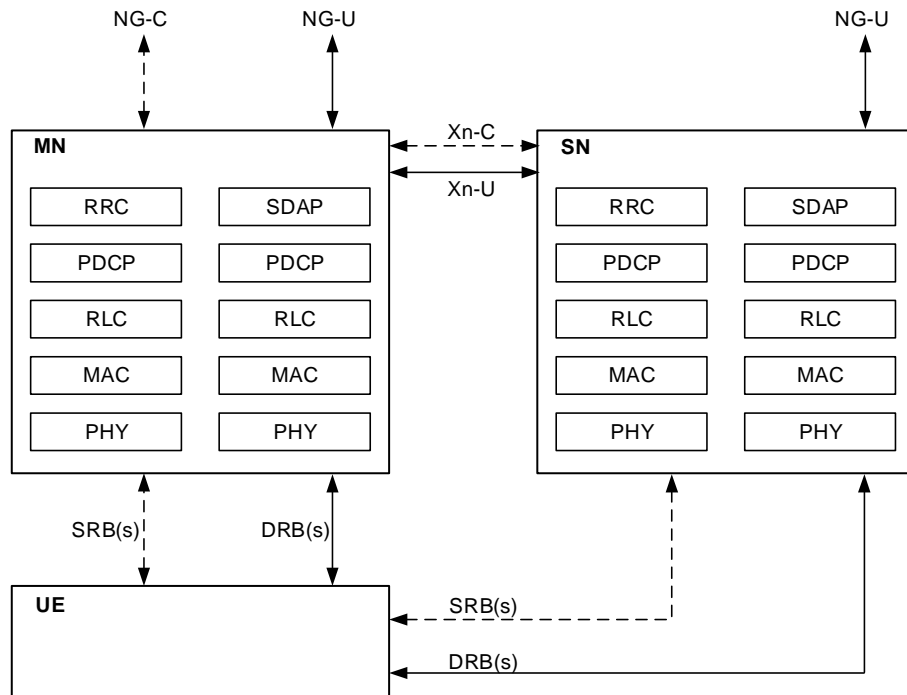 NG-C
NG-U
NG-U
MN
Xn-C
Xn-U
SN
RRC
SDAP
PDCP
PDCP
RLC
RLC
MAC
MAC
PHY
PHY
RRC
SDAP
PDCP
PDCP
RLC
RLC
MAC
MAC
PHY
PHY
SRB(s)
DRB(s)
UE
SRB(s)
DRB(s)